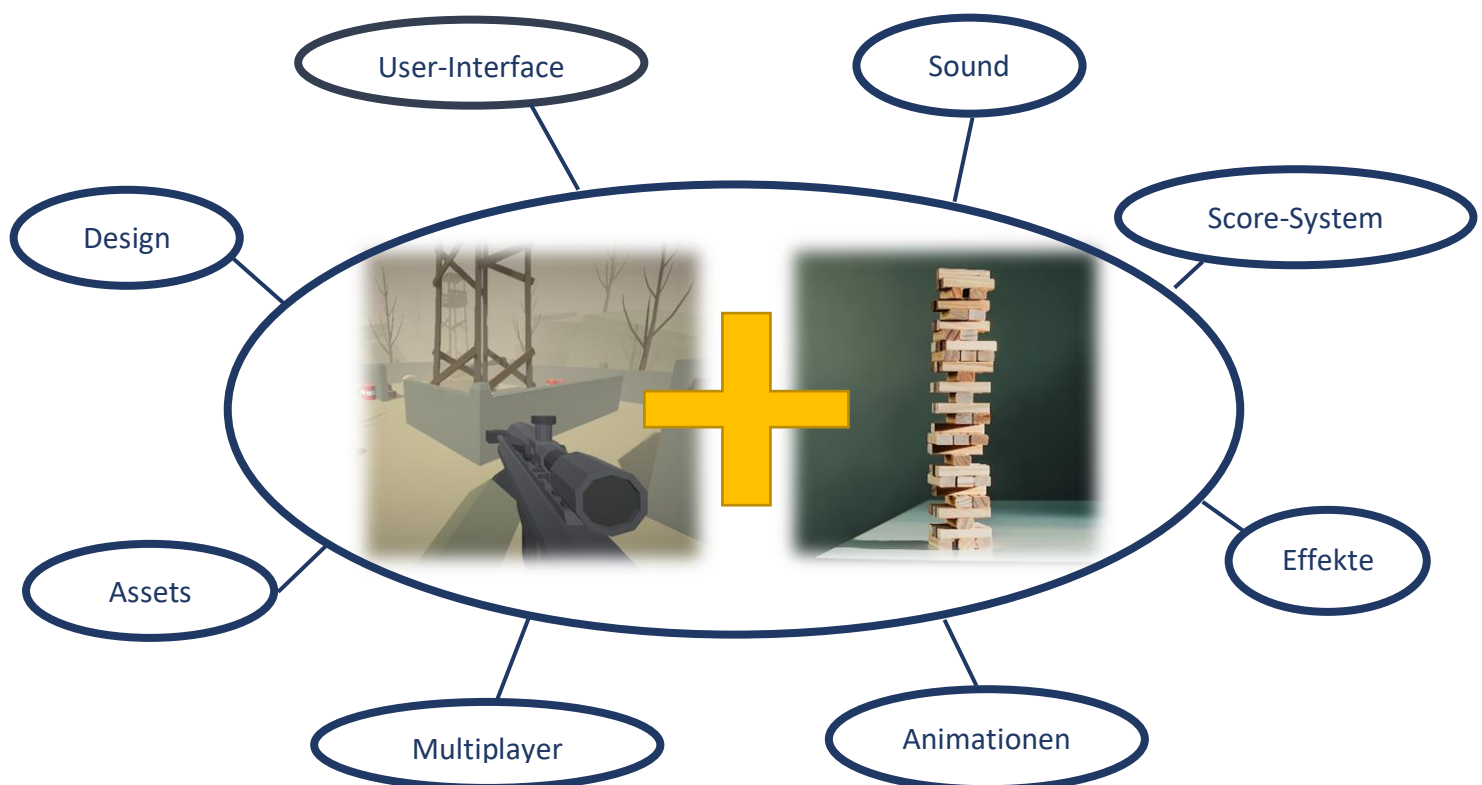 User-Interface
Sound
Design
Score-System
Assets
Effekte
Multiplayer
Animationen